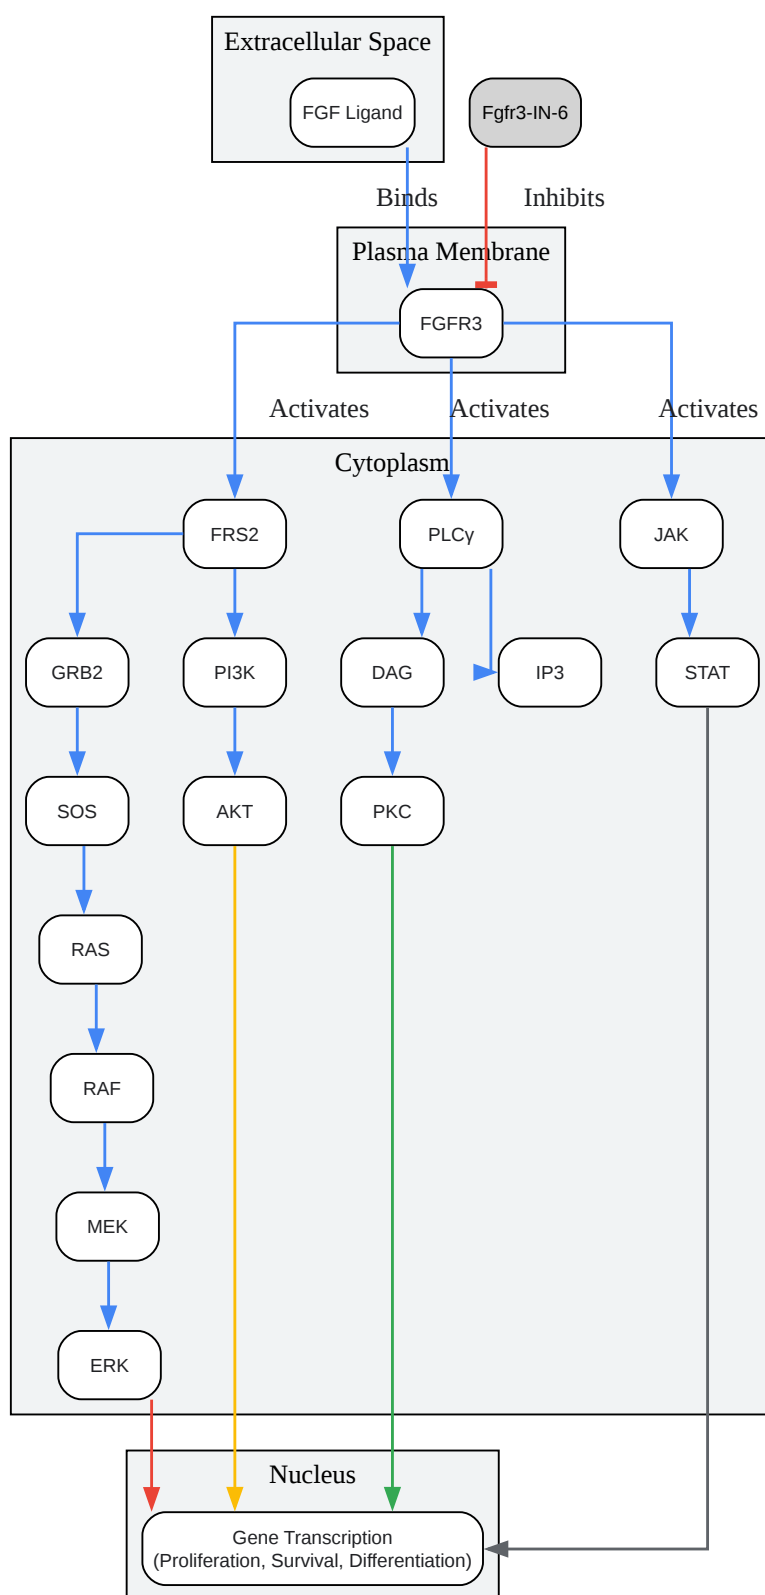 Extracellular Space
FGF Ligand
Fgfr3-IN-6
Binds
Inhibits
Plasma Membrane
FGFR3
Activates
Activates
Activates
Cytoplasm
FRS2
PLCγ
JAK
GRB2
PI3K
DAG
IP3
STAT
SOS
AKT
PKC
RAS
RAF
MEK
ERK
Nucleus
Gene Transcription
(Proliferation, Survival, Differentiation)